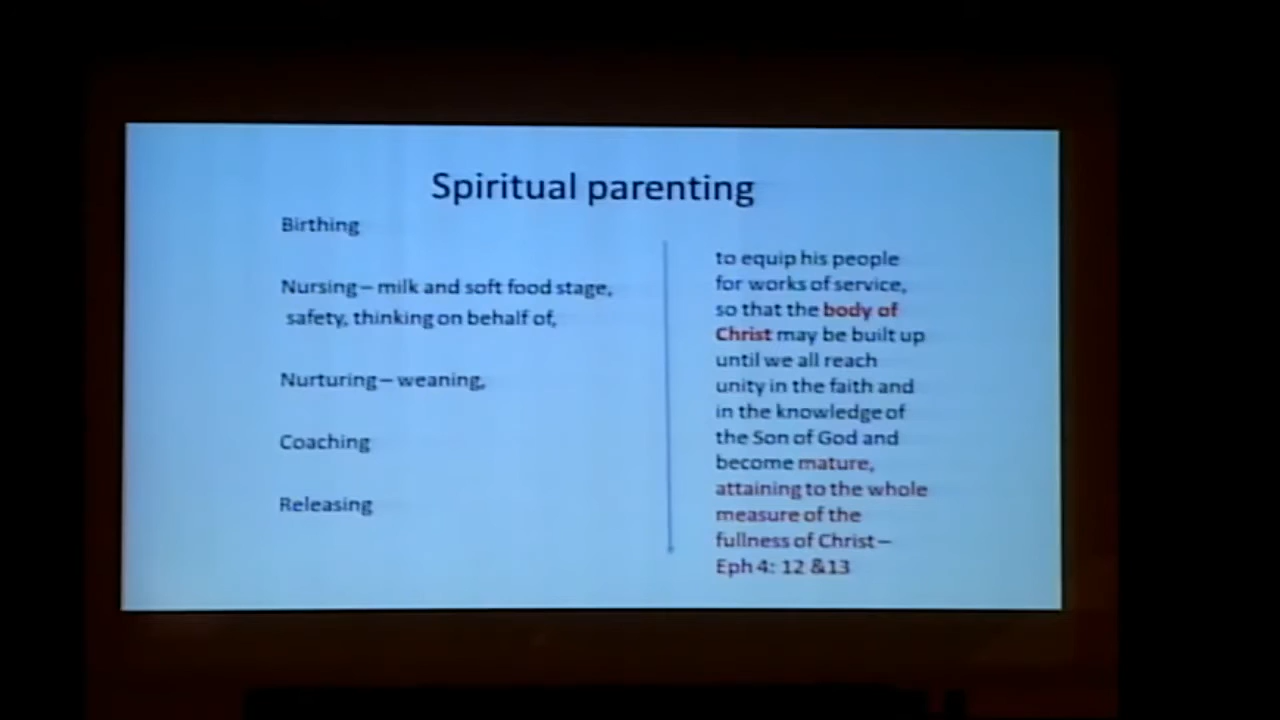 Spiritual parenting
Birthing
Nursing – milk and soft food stage,
safety, thinking on behalf of,
Nurturing – weaning,
Coaching
Releasing
to equip his people
for works of service,
so that the body of
Christ may be built up
until we all reach
unity in the faith and
in the knowledge of
the Son of God and
become mature,
attaining to the whole
measure of the
fullness of Christ –
Eph 4: 12 &13